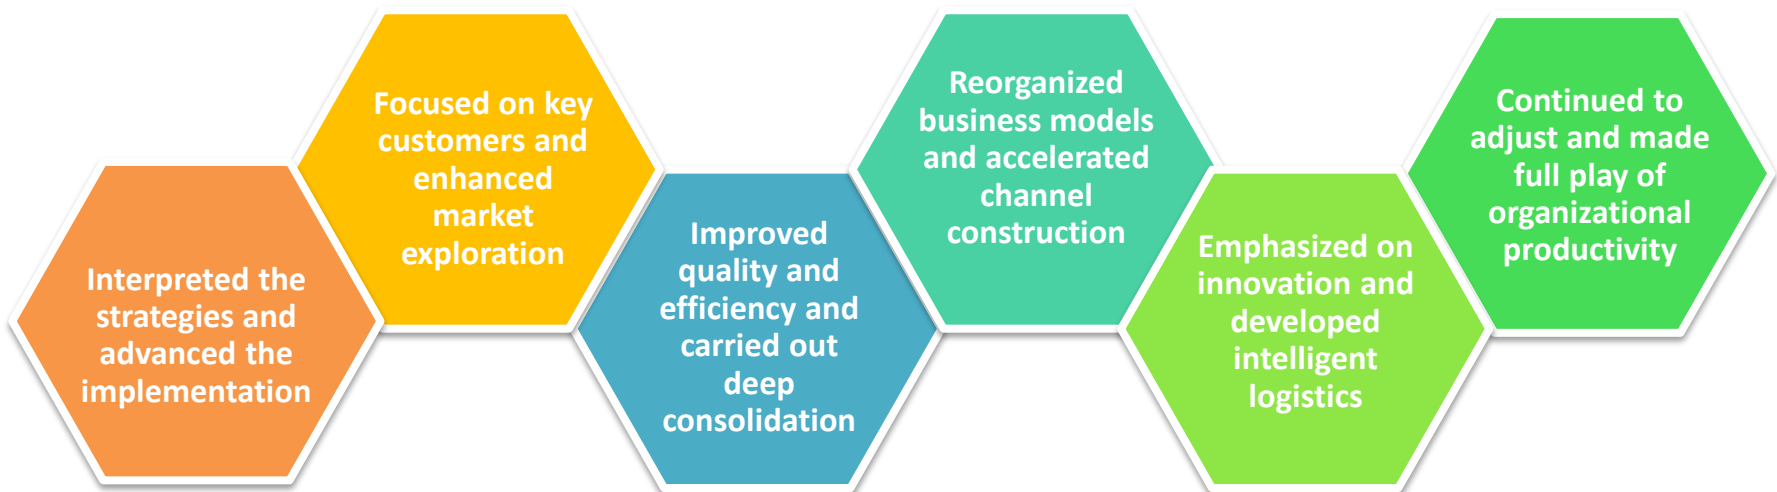 Interpreted the
strategies and
advanced the
implementation
Focused on key
customers and
enhanced
market
exploration
Improved
quality and
efficiency and
carried out
deep
consolidation
Reorganized
business models
and accelerated
channel
construction
Emphasized on
innovation and
developed
intelligent
logistics
Continued to
adjust and made
full play of
organizational
productivity